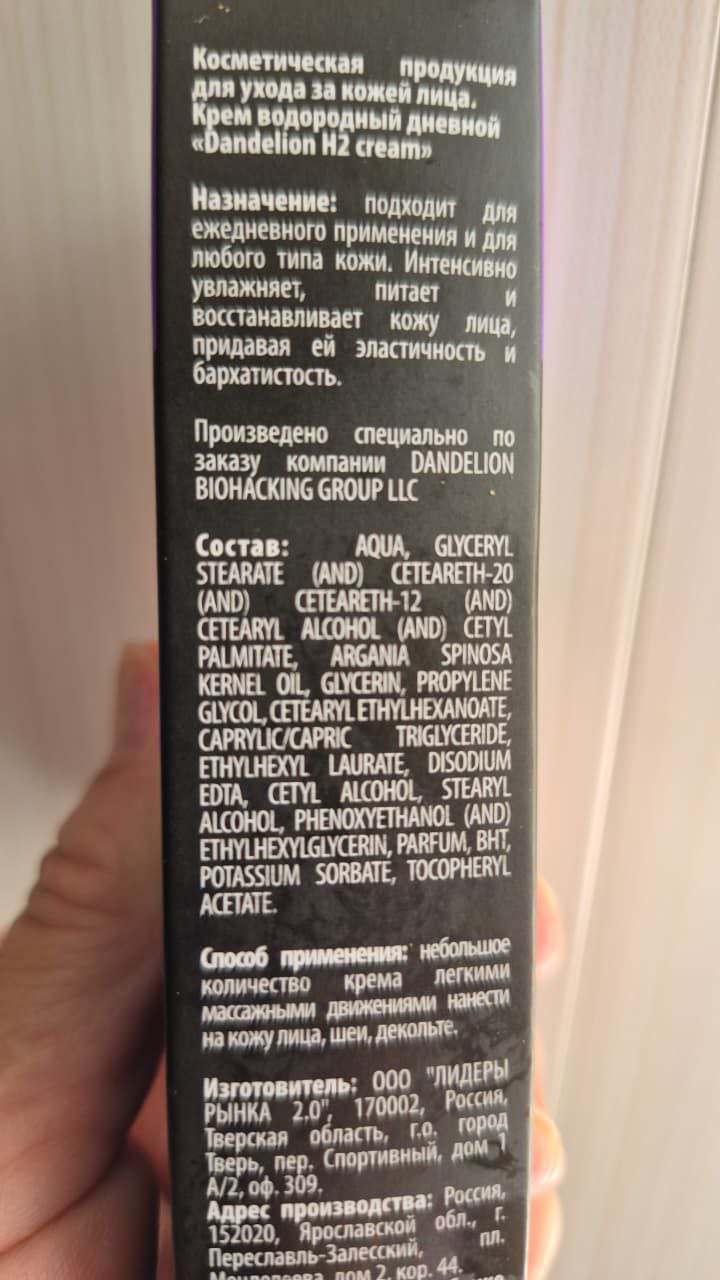 Косметическая продукция
для ухода за кожей лица.
Крем водородный дневной
«Dandelion H2 cream»
Назначение: подходит для
ежедневного применения и для
любого типа кожи. Интенсивно
увлажняет, питает и
восстанавливает кожу лица,
придавая ей эластичность и
бархатистость.
Произведено специально по
заказу компании DANDELION
BIOHACKING GROUP LLC
Состав: AQUA, GLYCERYL
STEARATE (AND) CETEARETH-20
(AND) CETEARETH-12 (AND)
CETEARYL ALCOHOL (AND) CETYL
PALMITATE, ARGANIA SPINOSA
KERNEL OIL, GLYCERIN, PROPYLENE
GLYCOL, CETEARYL ETHYLHEXANOATE,
CAPRYLIC/CAPRIC TRIGLYCERIDE,
ETHYLHEXYL LAURATE, DISODIUM
EDTA, CETYL ALCOHOL, STEARYL
ALCOHOL, PHENOXYETHANOL (AND)
ETHYLHEXYLGLYCERIN, PARFUM, BHT,
POTASSIUM SORBATE, TOCOPHERYL
ACETATE.
Способ применения: небольшое
количество крема легкими
массажными движениями нанести
на кожу лица, шеи, декольте.
Изготовитель: ООО "ЛИДЕРЫ
РЫНКА 2.0", 170002, Россия,
Тверская область, г.о. город
Тверь, пер. Спортивный, дом 1
А/2, оф. 309.
Адрес производства: Россия,
152020, Ярославской обл., г.
Переславль-Залесский, пл.
Менделеева, дом 2, кор. 44.